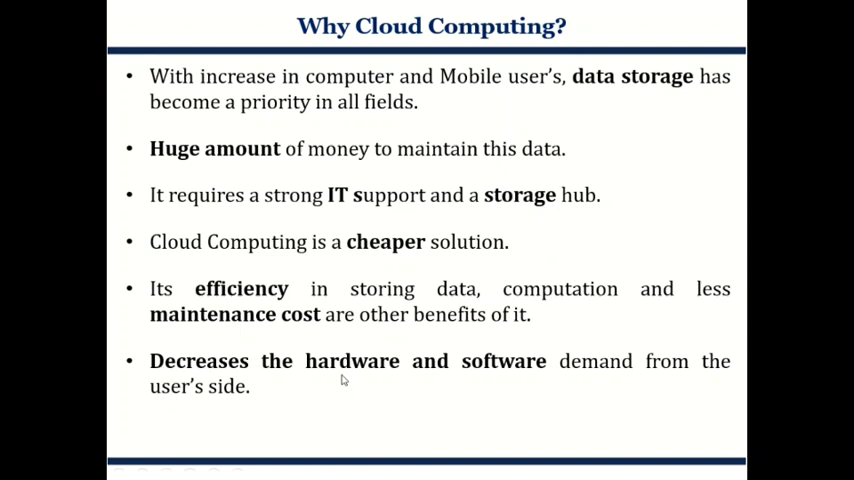 Why Cloud Computing?
• With increase in computer and Mobile user's, data storage has
become a priority in all fields.
• Huge amount of money to maintain this data.
• It requires a strong IT support and a storage hub.
• Cloud Computing is a cheaper solution.
• Its efficiency in storing data, computation and less
maintenance cost are other benefits of it.
• Decreases the hardware and software demand from the
user's side.